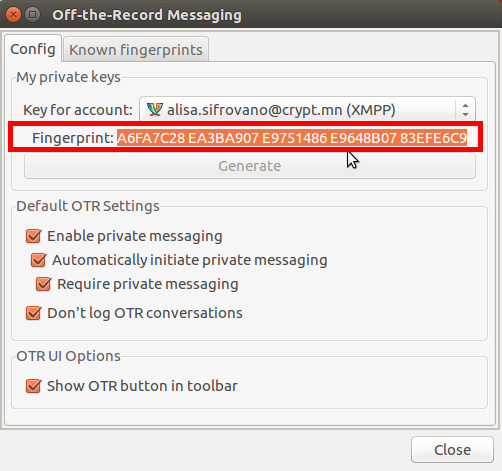 Off-the-Record Messaging
Config Known fingerprints
My private keys
Key for account: alisa.sifrovano@crypt.mn (XMPP)
Fingerprint: A6FA7C28 EA3BA907 E9751486 E9648B07 83EFE6C9
Generate
Default OTR Settings
Enable private messaging
Automatically initiate private messaging
Require private messaging
Don't log OTR conversations
OTR UI Options
Show OTR button in toolbar
Close